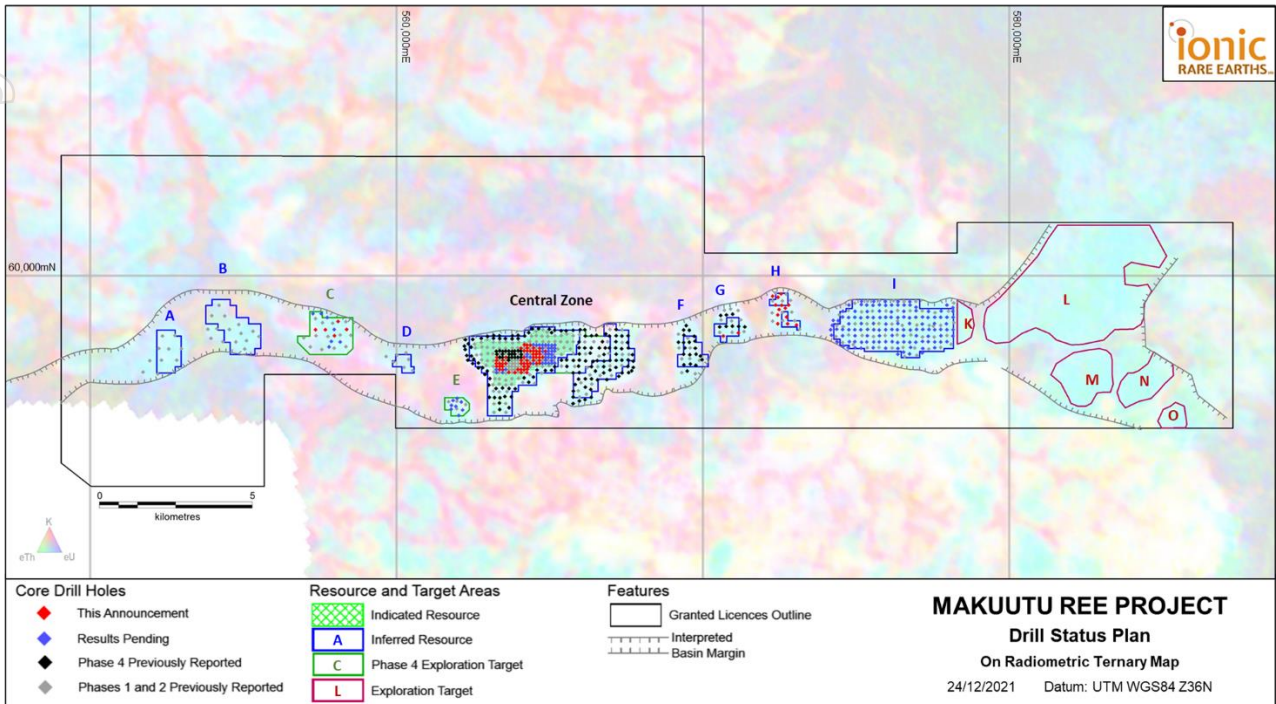 560,000mE
580,000mE
ionic
RARE EARTHS
60,000mN
A
B
C
D
E
Central Zone
F
G
H
I
K
L
M
N
O
0
5
kilometres
K
eTh
eU
Core Drill Holes
This Announcement
Results Pending
Phase 4 Previously Reported
Phases 1 and 2 Previously Reported
Resource and Target Areas
Indicated Resource
A Inferred Resource
C Phase 4 Exploration Target
L Exploration Target
Features
Granted Licences Outline
Interpreted
Basin Margin
MAKUUTU REE PROJECT
Drill Status Plan
On Radiometric Ternary Map
24/12/2021 Datum: UTM WGS84 Z36N